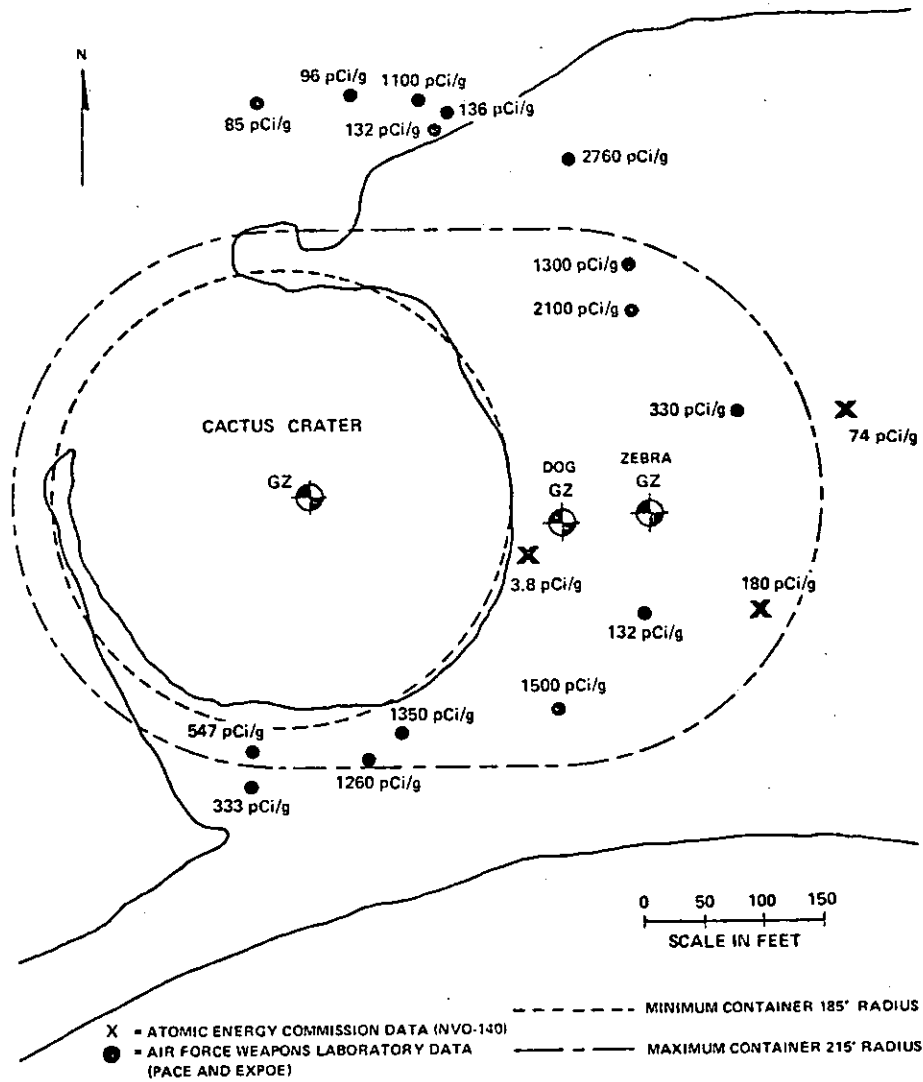 N
96 pCi/g
1100 pCi/g
85 pCi/g
132 pCi/g
136 pCi/g
2760 pCi/g
1300 pCi/g
2100 pCi/g
330 pCi/g
74 pCi/g
CACTUS CRATER
GZ
DOG
GZ
ZEBRA
GZ
3.8 pCi/g
180 pCi/g
132 pCi/g
1500 pCi/g
547 pCi/g
1350 pCi/g
333 pCi/g
1260 pCi/g
0 50 100 150
SCALE IN FEET
X = ATOMIC ENERGY COMMISSION DATA (NVO-140)
= AIR FORCE WEAPONS LABORATORY DATA
(PACE AND EXPOE)
MINIMUM CONTAINER 185' RADIUS
MAXIMUM CONTAINER 215' RADIUS